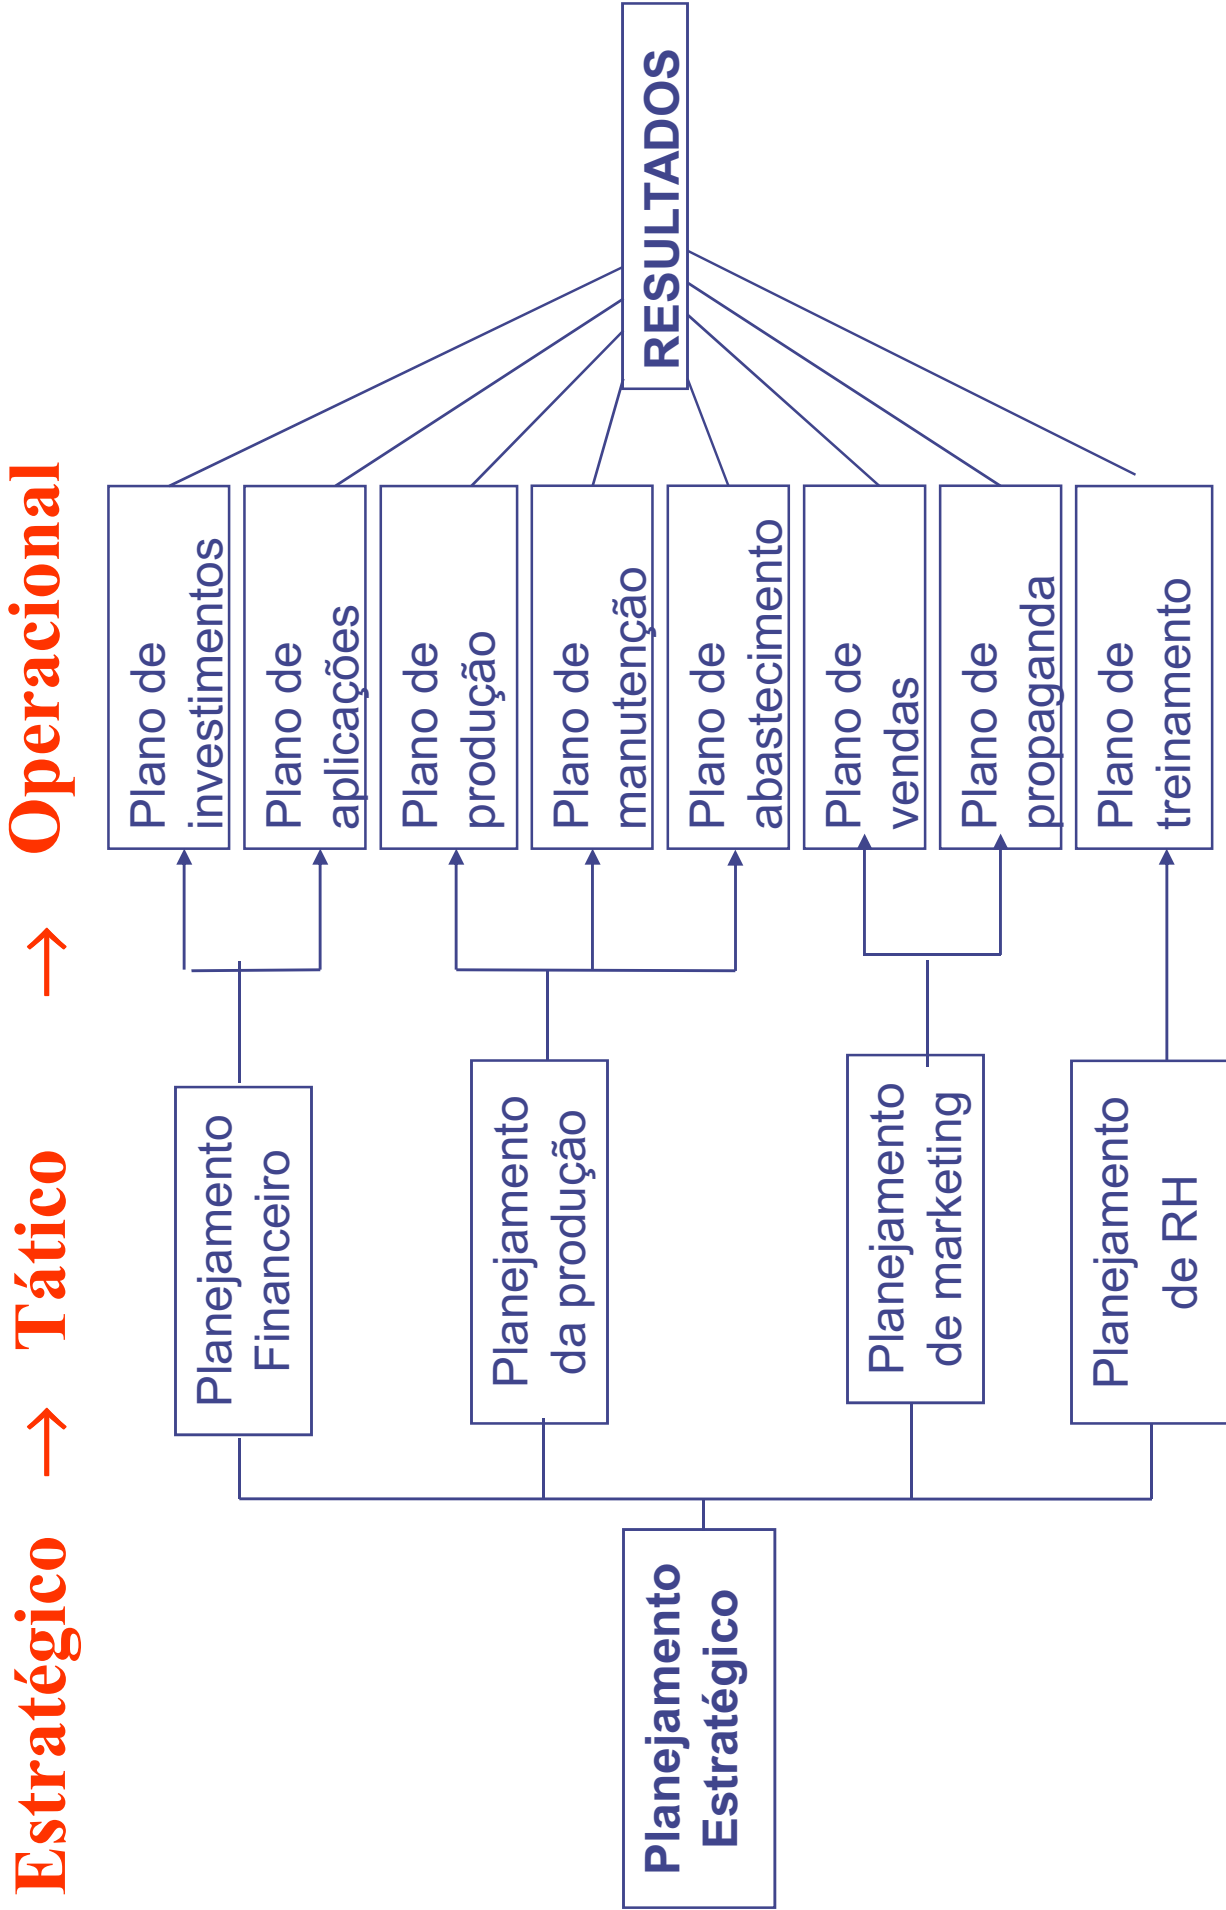 Estratégico → Tático → Operacional
Planejamento
Estratégico
Planejamento
Financeiro
Planejamento
da produção
Planejamento
de marketing
Planejamento
de RH
Plano de
investimentos
Plano de
aplicações
Plano de
produção
Plano de
manutenção
Plano de
abastecimento
Plano de
vendas
Plano de
propaganda
Plano de
treinamento
RESULTADOS